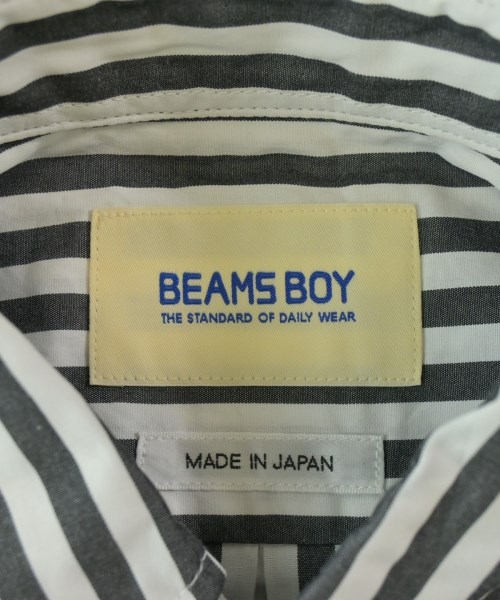 BEAMS BOY
THE STANDARD OF DAILY WEAR
MADE IN JAPAN